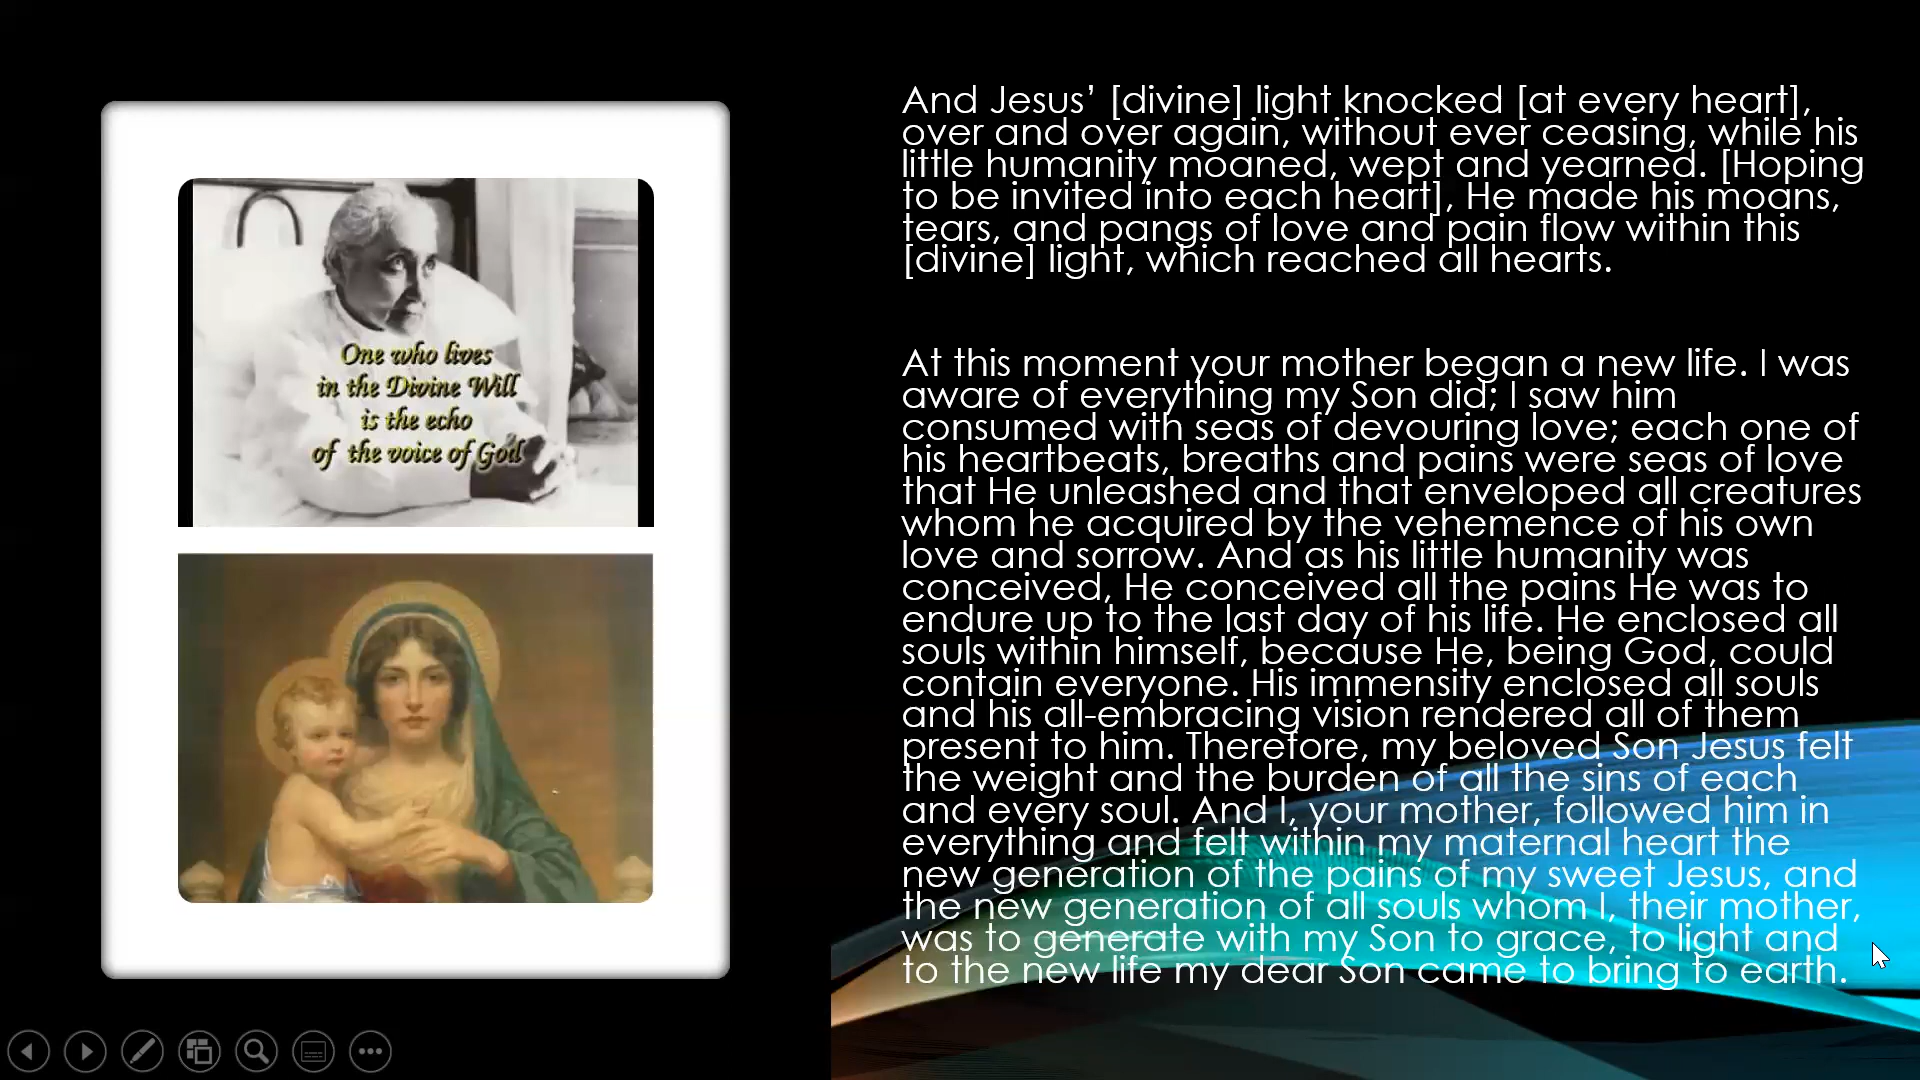 One who lives
in the Divine Will
is the echo
of the voice of God
And Jesus’ [divine] light knocked [at every heart],
over and over again, without ever ceasing, while his
little humanity moaned, wept and yearned. [Hoping
to be invited into each heart], He made his moans,
tears, and pangs of love and pain flow within this
[divine] light, which reached all hearts.
At this moment your mother began a new life. I was
aware of everything my Son did; I saw him
consumed with seas of devouring love; each one of
his heartbeats, breaths and pains were seas of love
that He unleashed and that enveloped all creatures
whom he acquired by the vehemence of his own
love and sorrow. And as his little humanity was
conceived, He conceived all the pains He was to
endure up to the last day of his life. He enclosed all
souls within himself, because He, being God, could
contain everyone. His immensity enclosed all souls
and his all-embracing vision rendered all of them
present to him. Therefore, my beloved Son Jesus felt
the weight and the burden of all the sins of each
and every soul. And I, your mother, followed him in
everything and felt within my maternal heart the
new generation of the pains of my sweet Jesus, and
the new generation of all souls whom I, their mother,
was to generate with my Son to grace, to light and
to the new life my dear Son came to bring to earth.